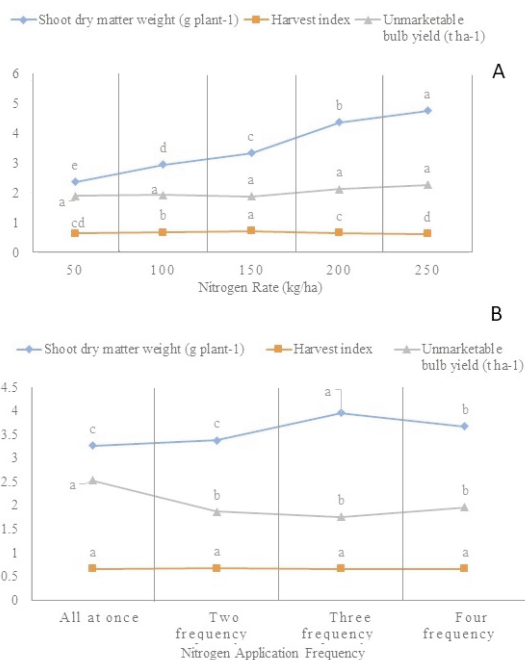 Shoot dry matter weight (g plant-1) Harvest index Unmarketable
bulb yield (t ha-1)
A
6
5
4
3
2
1
0
e d c b a
a a a a a
cd b a c d
50 100 150 200 250
Nitrogen Rate (kg/ha)
B
Shoot dry matter weight (g plant-1) Harvest index Unmarketable
bulb yield (t ha-1)
4.5
4
3.5
3
2.5
2
1.5
1
0.5
0
c c a b
a b b b
a a a a
All at once Two Three Four
frequency frequency frequency
Nitrogen Application Frequency